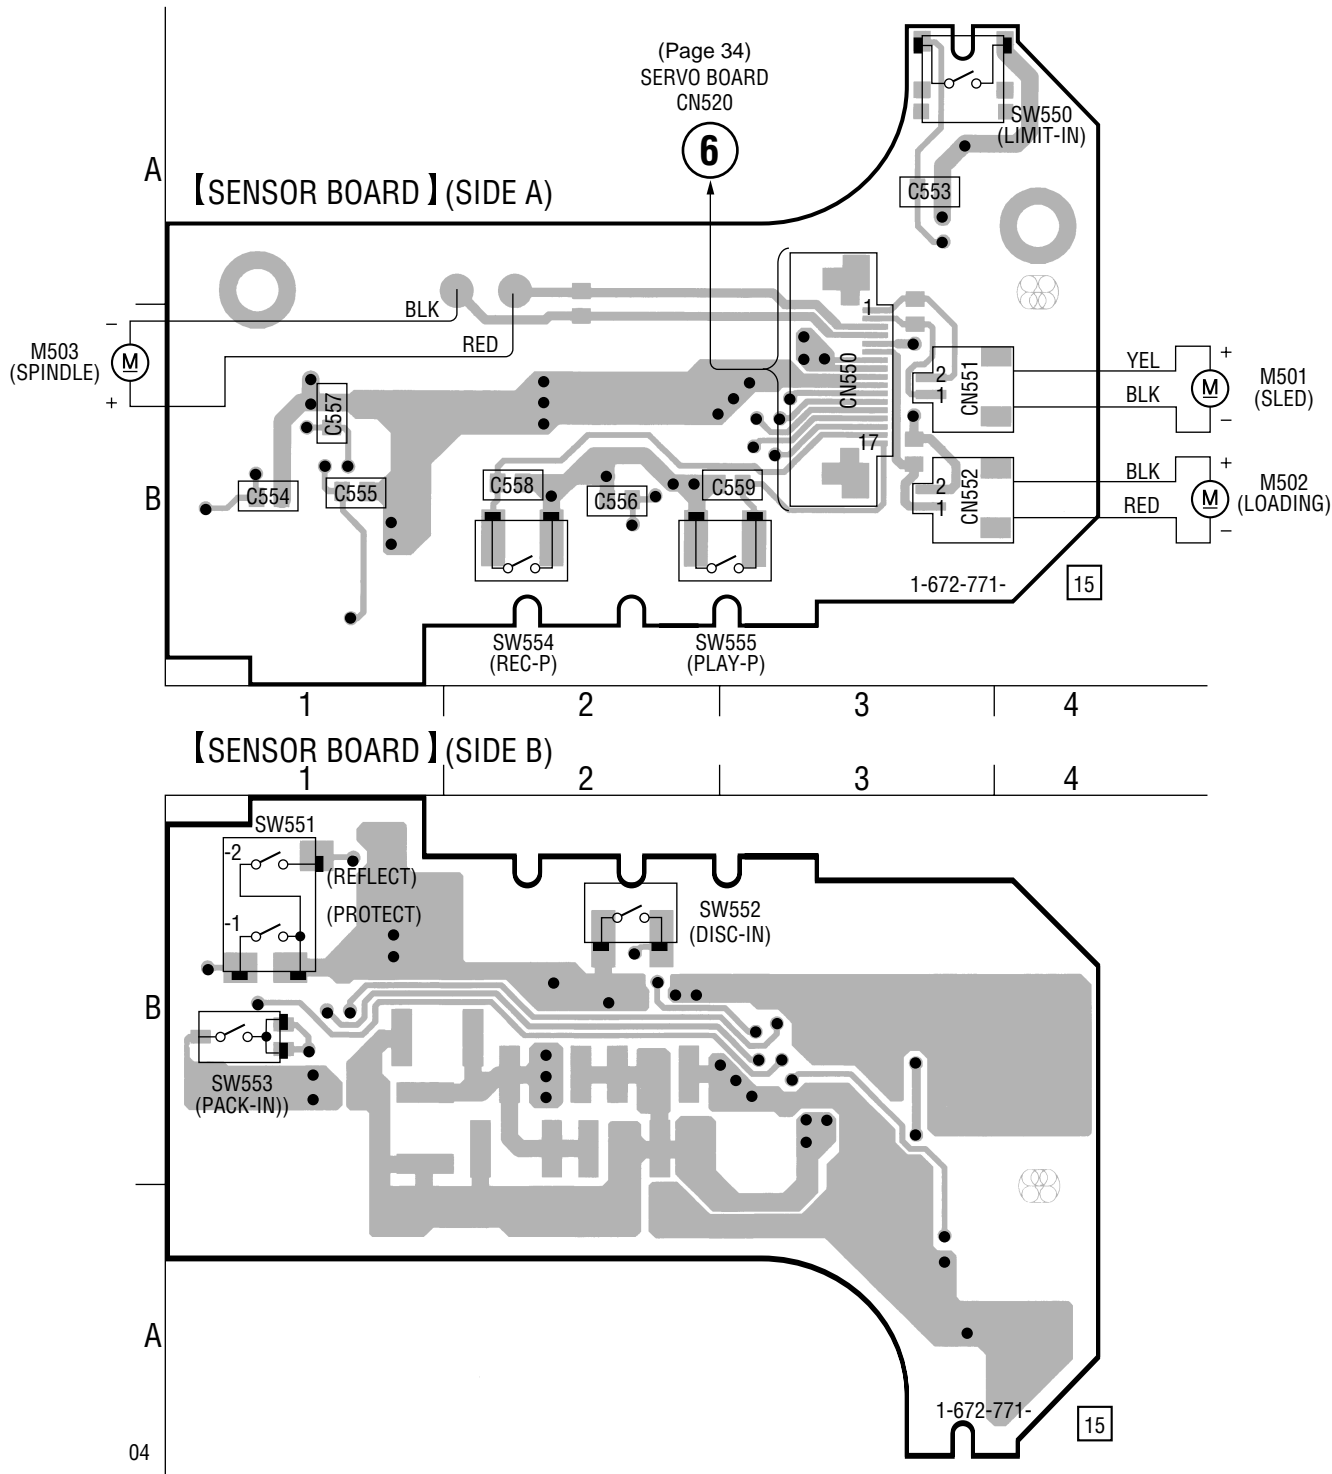 (Page 34)
SERVO BOARD
CN520
6
SW550
(LIMIT-IN)
A
【SENSOR BOARD】(SIDE A)
C553
BLK
1
–
M503
(SPINDLE)
M
+
RED
CN550
2
1
CN551
YEL
BLK
+
M
–
M501
(SLED)
C557
17
B
C554
C555
C558
C556
C559
2
1
CN552
BLK
RED
+
M
–
M502
(LOADING)
1-672-771-
15
SW554
(REC-P)
SW555
(PLAY-P)
1
2
3
4
【SENSOR BOARD】(SIDE B)
1
2
3
4
SW551
-2
(REFLECT)
-1
(PROTECT)
SW552
(DISC-IN)
B
SW553
(PACK-IN))
A
1-672-771-
15
04